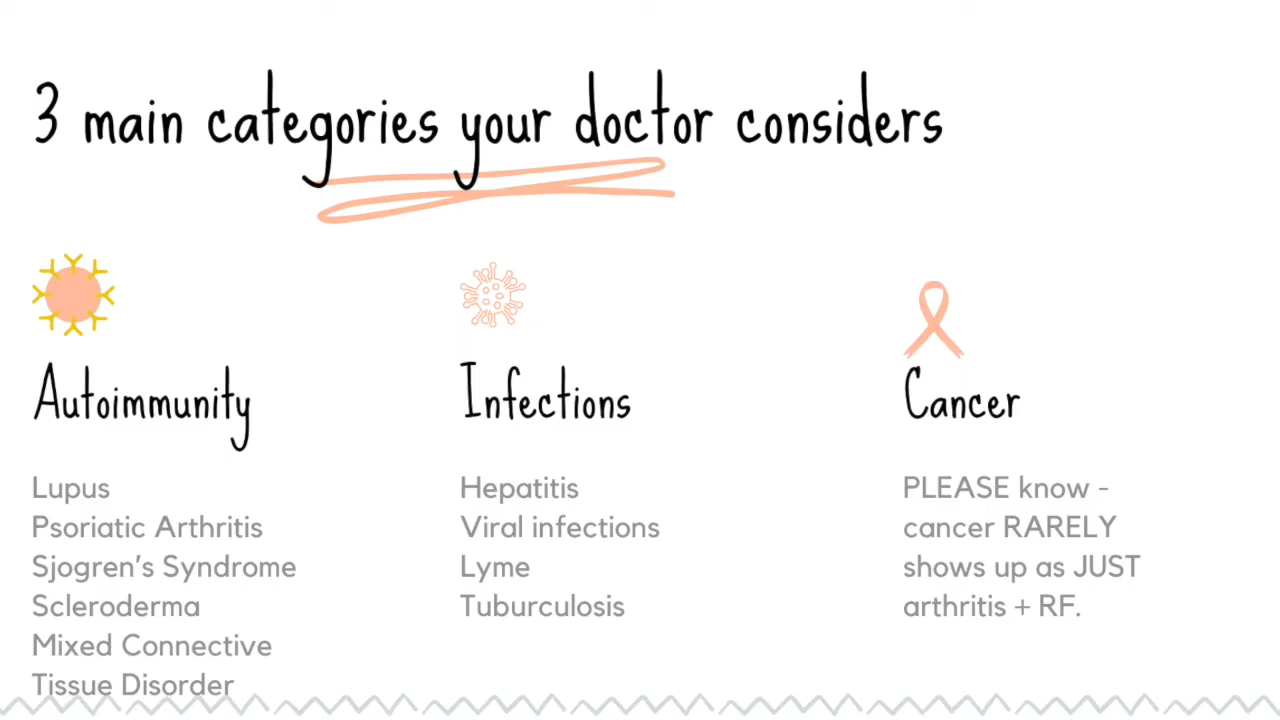 3 main categories your doctor considers
Autoimmunity
Lupus
Psoriatic Arthritis
Sjogren's Syndrome
Scleroderma
Mixed Connective
Tissue Disorder
Infections
Hepatitis
Viral infections
Lyme
Tuburculosis
Cancer
PLEASE know -
cancer RARELY
shows up as JUST
arthritis + RF.